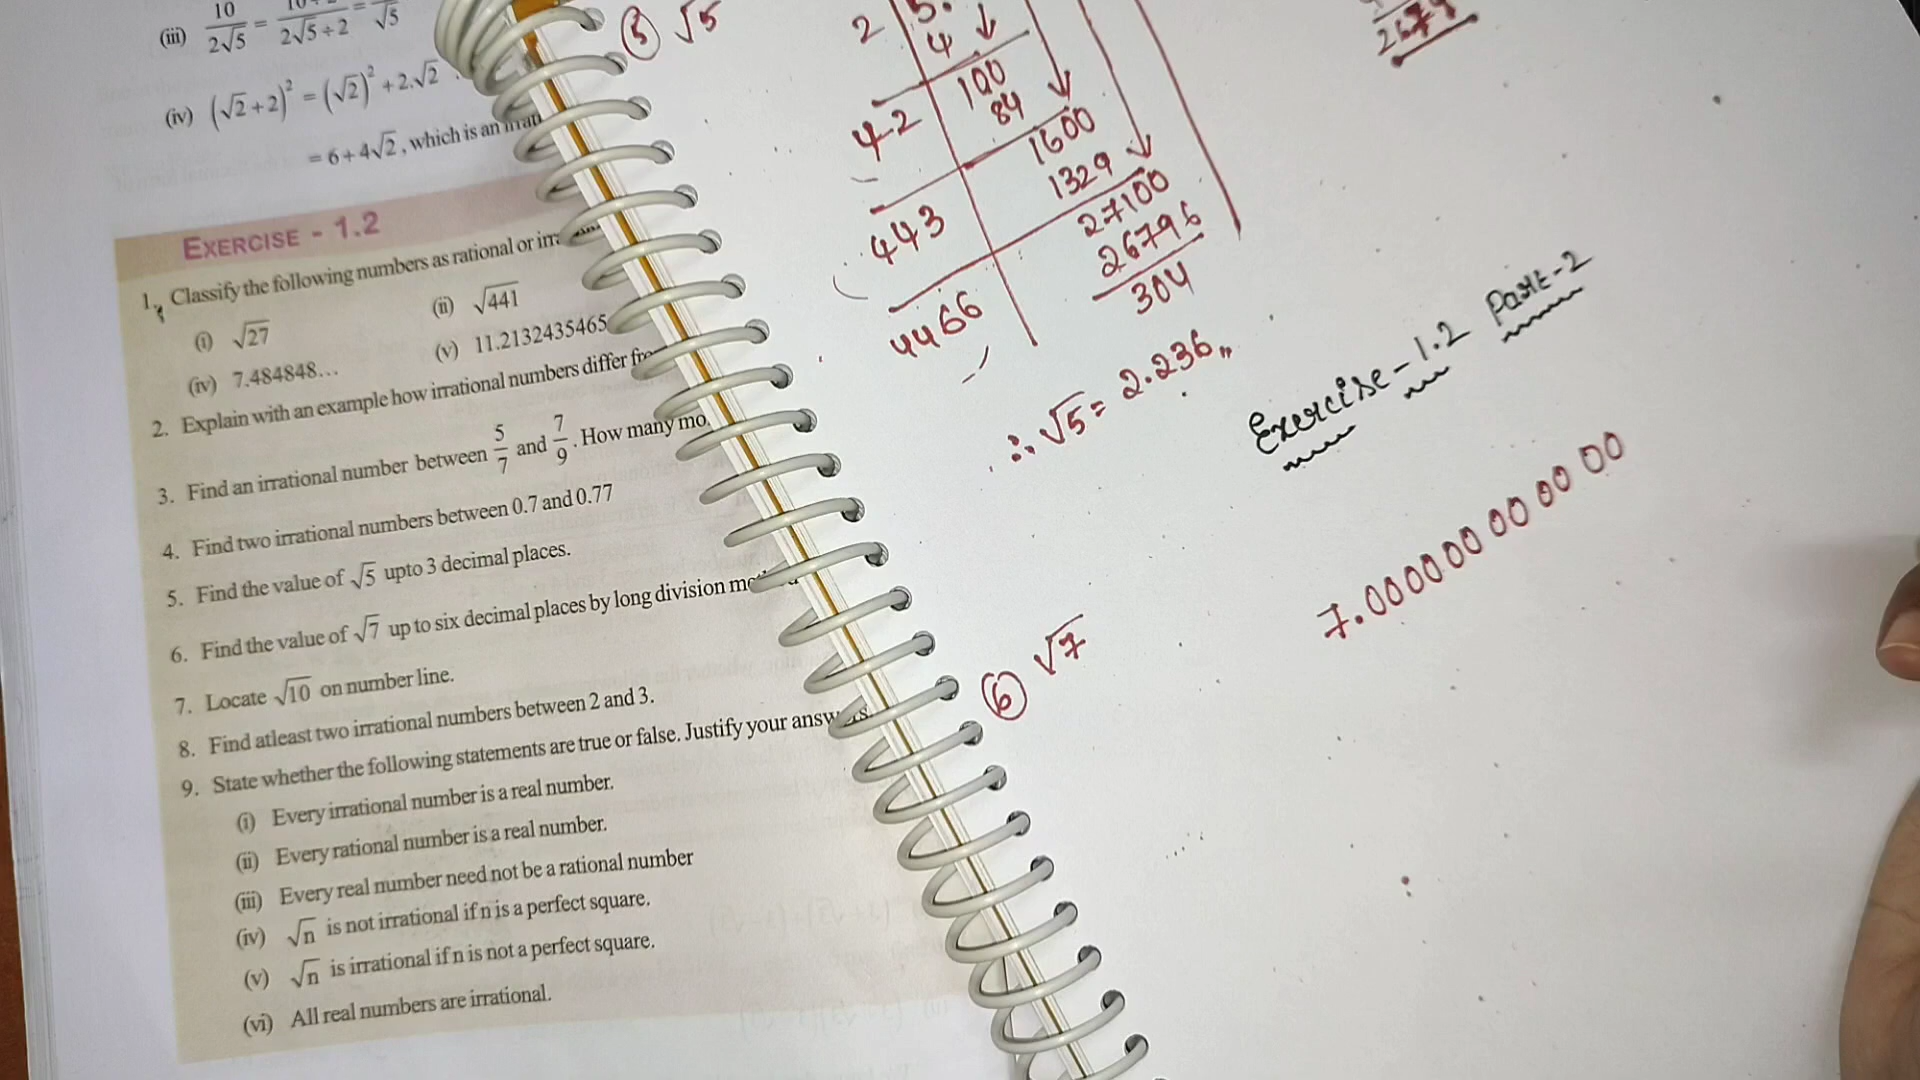 (iii) 10/2√5 = 10÷2/2√5÷2 = /√5
(iv) (√2+2)² = (√2)² + 2.√2
= 6+4√2, which is an irrat
EXERCISE - 1.2
1. Classify the following numbers as rational or irra
(i) √27 (ii) √441
(iv) 7.484848... (v) 11.2132435465
2. Explain with an example how irrational numbers differ fro
3. Find an irrational number between 5/7 and 7/9. How many mo
4. Find two irrational numbers between 0.7 and 0.77
5. Find the value of √5 upto 3 decimal places.
6. Find the value of √7 up to six decimal places by long division me
7. Locate √10 on number line.
8. Find atleast two irrational numbers between 2 and 3.
9. State whether the following statements are true or false. Justify your answers
(i) Every irrational number is a real number.
(ii) Every rational number is a real number.
(iii) Every real number need not be a rational number
(iv) √n is not irrational if n is a perfect square.
(v) √n is irrational if n is not a perfect square.
(vi) All real numbers are irrational.
5 √5
2 5.
4
100
42 84
1600
443 1329
27100
4466 26796
304
∴ √5 = 2.236
Exercise-1.2 Part-2
6 √7
7.00000000000000